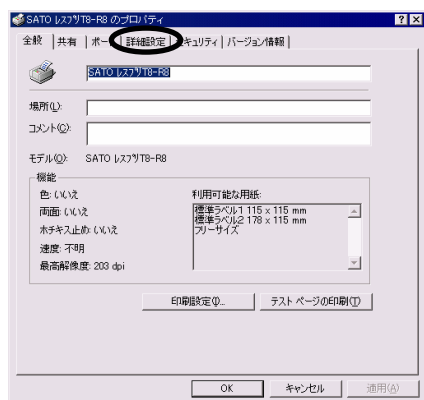 SATO レスプリT8-R8 のプロパティ
全般 共有 ポー 詳細設定 キュリティ バージョン情報
SATO レスプリT8-R8
場所(L):
コメント(C):
モデル(O): SATO レスプリT8-R8
機能
色: いいえ 利用可能な用紙:
両面: いいえ 標準ラベル1 115 x 115 mm
標準ラベル2 178 x 115 mm
ホチキス止め: いいえ フリーサイズ
速度: 不明
最高解像度: 203 dpi
印刷設定(I)... テスト ページの印刷(T)
OK キャンセル 適用(A)